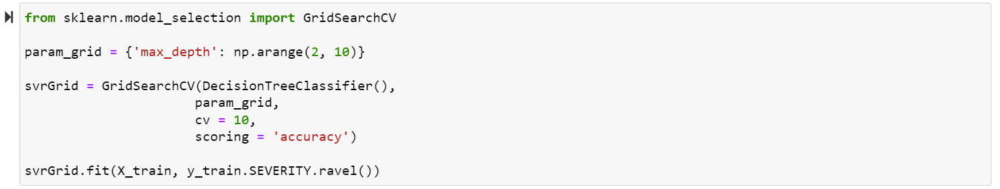 from sklearn.model_selection import GridSearchCV
param_grid = {'max_depth': np.arange(2, 10)}
svrGrid = GridSearchCV(DecisionTreeClassifier(),
param_grid,
cv = 10,
scoring = 'accuracy')
svrGrid.fit(X_train, y_train.SEVERITY.ravel())